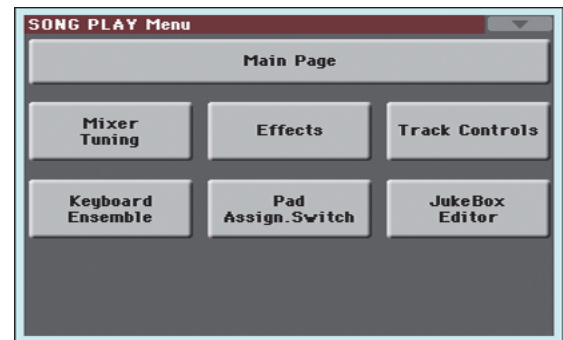 SONG PLAY Menu
Main Page
Mixer
Tuning
Effects
Track Controls
Keyboard
Ensemble
Pad
Assign.Switch
JukeBox
Editor